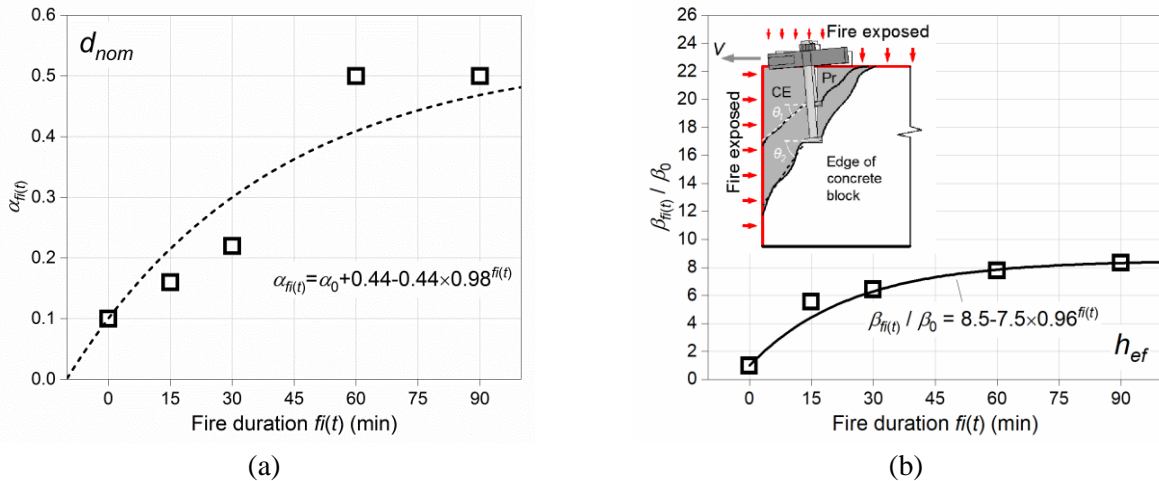 d_nom
α_fi(t)
0.6
0.5
0.4
0.3
0.2
0.1
0.0
α_fi(t)=α_0+0.44-0.44×0.98^fi(t)
0 15 30 45 60 75 90
Fire duration fi(t) (min)
(a)
β_fi(t) / β_0
26
24
22
20
18
16
14
12
10
8
6
4
2
0
Fire exposed
V
CE
Pr
θ_1
θ_2
Fire exposed
Edge of
concrete
block
β_fi(t) / β_0 = 8.5-7.5×0.96^fi(t)
h_ef
0 15 30 45 60 75 90
Fire duration fi(t) (min)
(b)